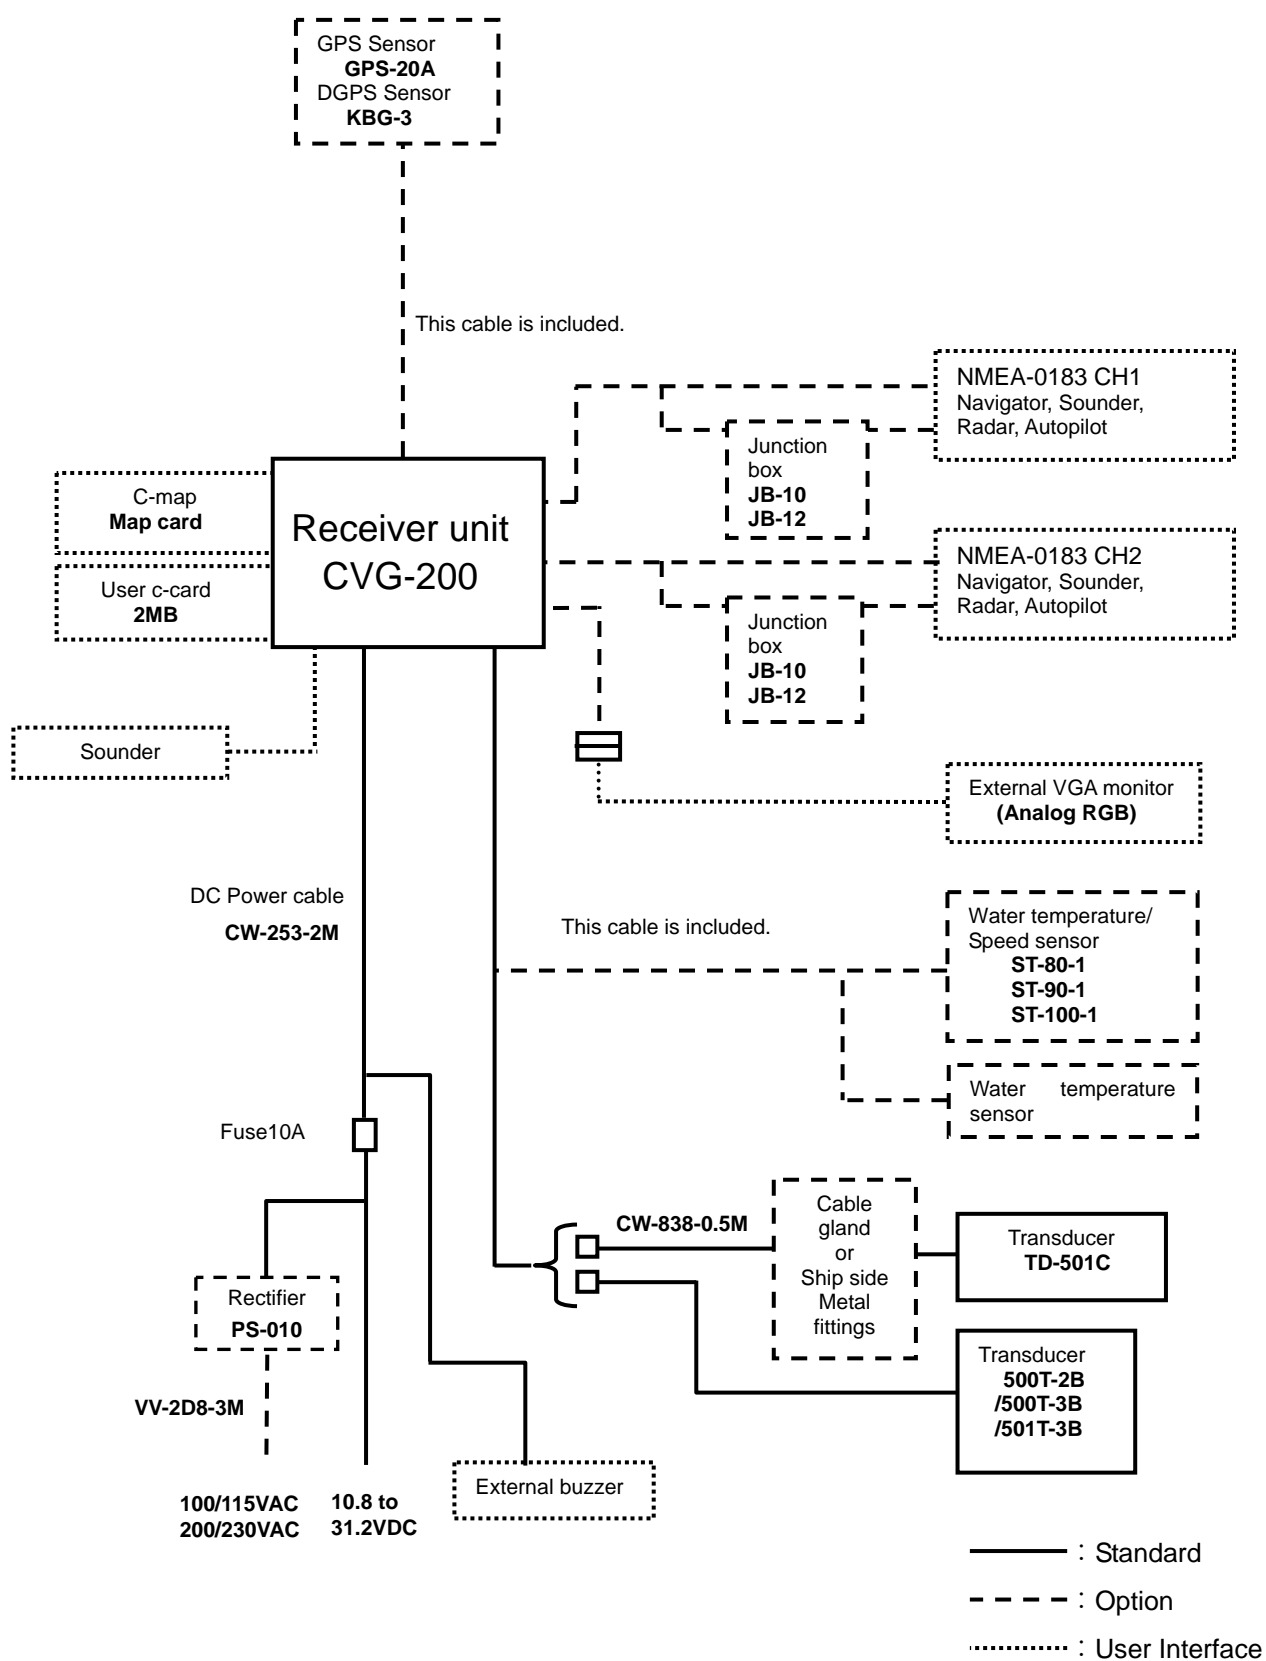 GPS Sensor
GPS-20A
DGPS Sensor
KBG-3
This cable is included.
NMEA-0183 CH1
Navigator, Sounder,
Radar, Autopilot
Junction
box
JB-10
JB-12
C-map
Map card
Receiver unit
CVG-200
User c-card
2MB
NMEA-0183 CH2
Navigator, Sounder,
Radar, Autopilot
Junction
box
JB-10
JB-12
Sounder
External VGA monitor
(Analog RGB)
DC Power cable
CW-253-2M
This cable is included.
Water temperature/
Speed sensor
ST-80-1
ST-90-1
ST-100-1
Water temperature
sensor
Fuse10A
CW-838-0.5M
Cable
gland
or
Ship side
Metal
fittings
Transducer
TD-501C
Rectifier
PS-010
Transducer
500T-2B
/500T-3B
/501T-3B
VV-2D8-3M
External buzzer
100/115VAC
200/230VAC
10.8 to
31.2VDC
: Standard
: Option
: User Interface